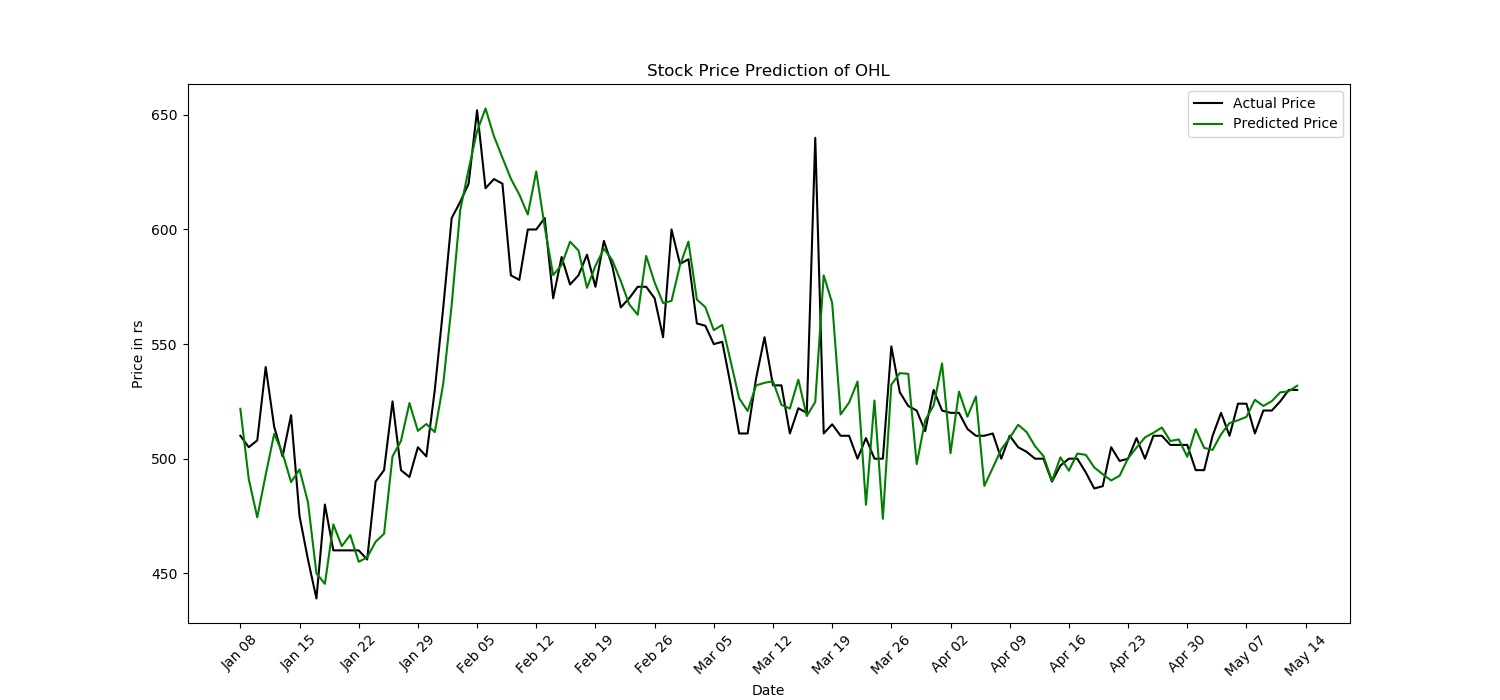 Stock Price Prediction of OHL
Actual Price
Predicted Price
Price in rs
650
600
550
500
450
Jan 08
Jan 15
Jan 22
Jan 29
Feb 05
Feb 12
Feb 19
Feb 26
Mar 05
Mar 12
Mar 19
Mar 26
Apr 02
Apr 09
Apr 16
Apr 23
Apr 30
May 07
May 14
Date